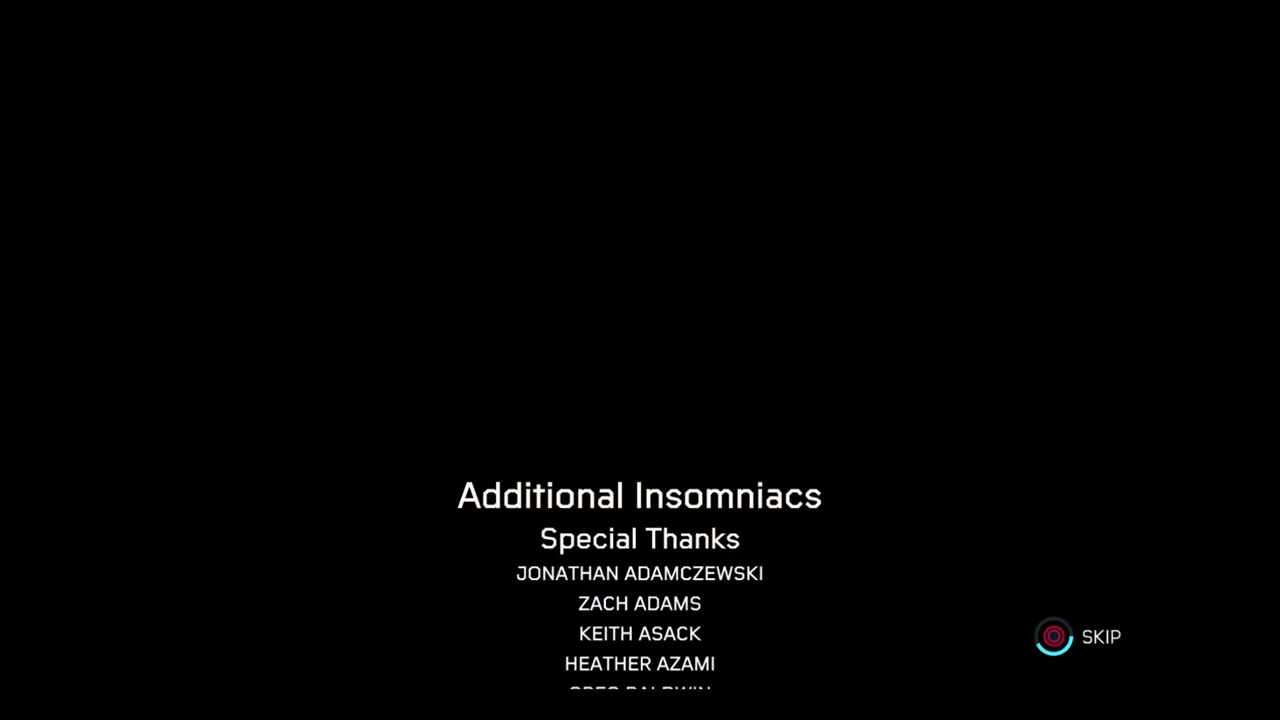 Additional Insomniacs
Special Thanks
JONATHAN ADAMCZEWSKI
ZACH ADAMS
KEITH ASACK
HEATHER AZAMI
SKIP